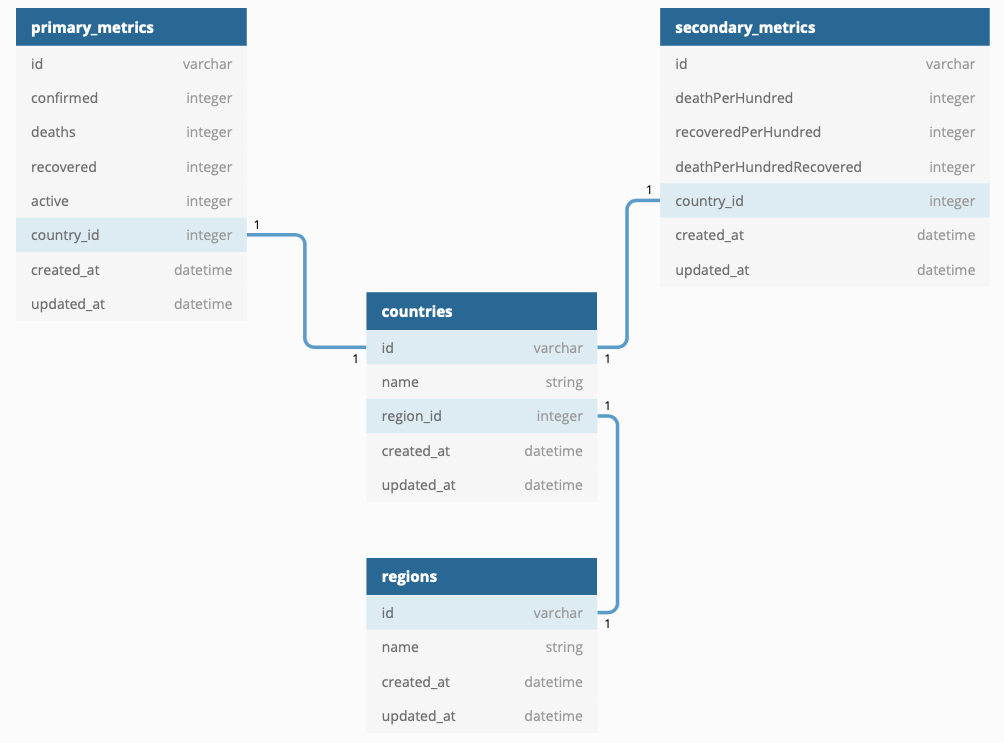 primary_metrics
id varchar
confirmed integer
deaths integer
recovered integer
active integer
country_id integer
created_at datetime
updated_at datetime
1
secondary_metrics
id varchar
deathPerHundred integer
recoveredPerHundred integer
deathPerHundredRecovered integer
country_id integer
created_at datetime
updated_at datetime
1
countries
id varchar
name string
region_id integer
created_at datetime
updated_at datetime
1
1
1
regions
id varchar
name string
created_at datetime
updated_at datetime
1